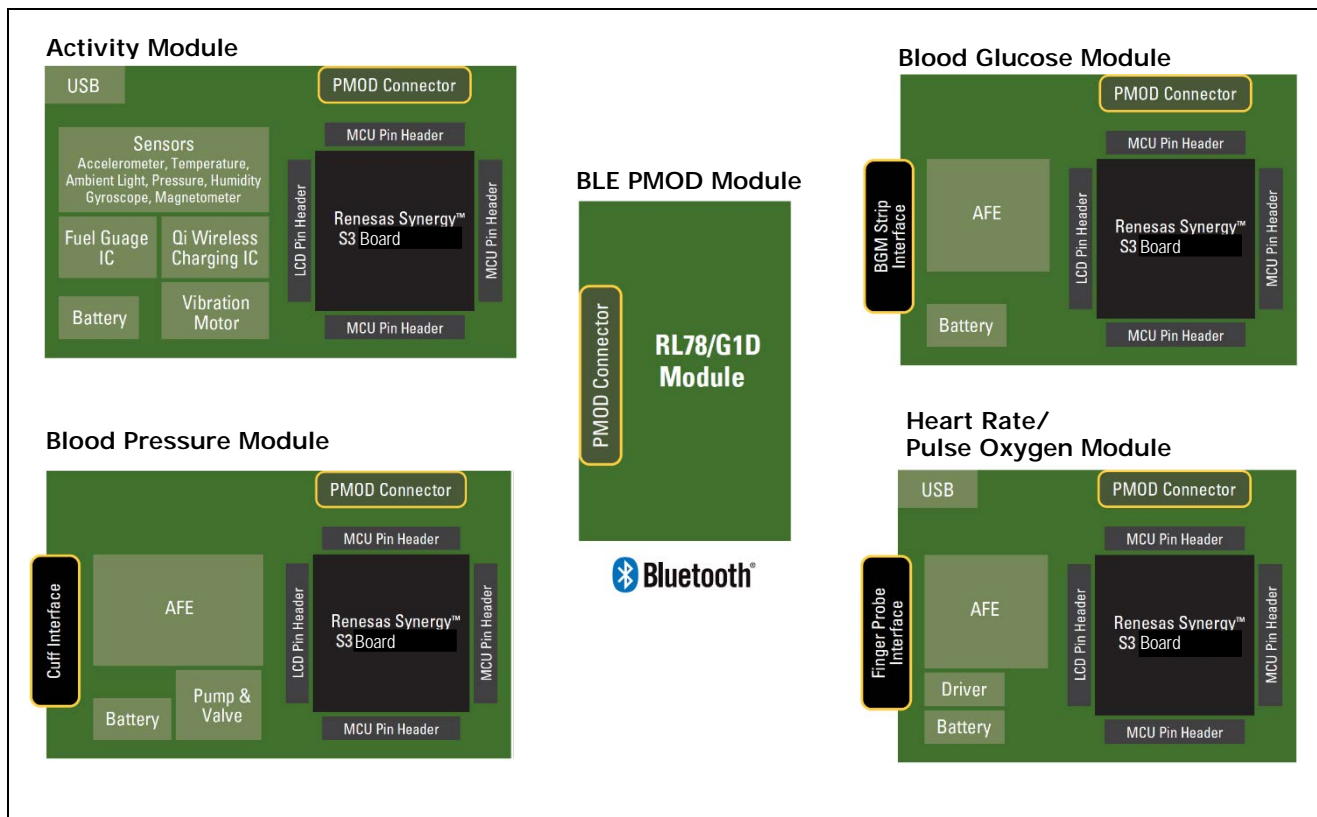 Activity Module
USB
PMOD Connector
MCU Pin Header
Sensors
Accelerometer, Temperature,
Ambient Light, Pressure, Humidity
Gyroscope, Magnetometer
LCD Pin Header
Renesas Synergy™
S3 Board
MCU Pin Header
Fuel Guage
IC
Qi Wireless
Charging IC
Battery
Vibration
Motor
MCU Pin Header
Blood Pressure Module
PMOD Connector
MCU Pin Header
Cuff Interface
AFE
LCD Pin Header
Renesas Synergy™
S3 Board
MCU Pin Header
Battery
Pump &
Valve
MCU Pin Header
BLE PMOD Module
PMOD Connector
RL78/G1D
Module
Bluetooth®
Blood Glucose Module
PMOD Connector
MCU Pin Header
BGM Strip
Interface
AFE
LCD Pin Header
Renesas Synergy™
S3 Board
MCU Pin Header
Battery
MCU Pin Header
Heart Rate/
Pulse Oxygen Module
USB
PMOD Connector
MCU Pin Header
Finger Probe
Interface
AFE
LCD Pin Header
Renesas Synergy™
S3 Board
MCU Pin Header
Driver
Battery
MCU Pin Header